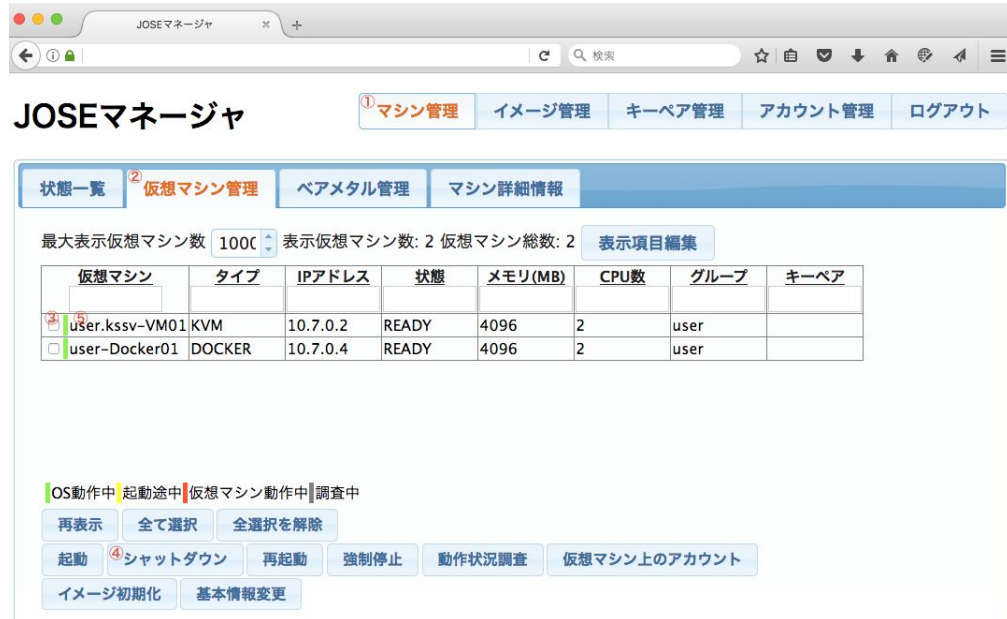 JOSEマネージャ
検索
JOSEマネージャ
①マシン管理 イメージ管理 キーペア管理 アカウント管理 ログアウト
状態一覧 ②仮想マシン管理 ベアメタル管理 マシン詳細情報
最大表示仮想マシン数 1000 表示仮想マシン数: 2 仮想マシン総数: 2 表示項目編集
仮想マシン タイプ IPアドレス 状態 メモリ(MB) CPU数 グループ キーペア
③ ⑤ user.kssv-VM01 KVM 10.7.0.2 READY 4096 2 user
user-Docker01 DOCKER 10.7.0.4 READY 4096 2 user
OS動作中 起動途中 仮想マシン動作中 調査中
再表示 全て選択 全選択を解除
起動 ④シャットダウン 再起動 強制停止 動作状況調査 仮想マシン上のアカウント
イメージ初期化 基本情報変更